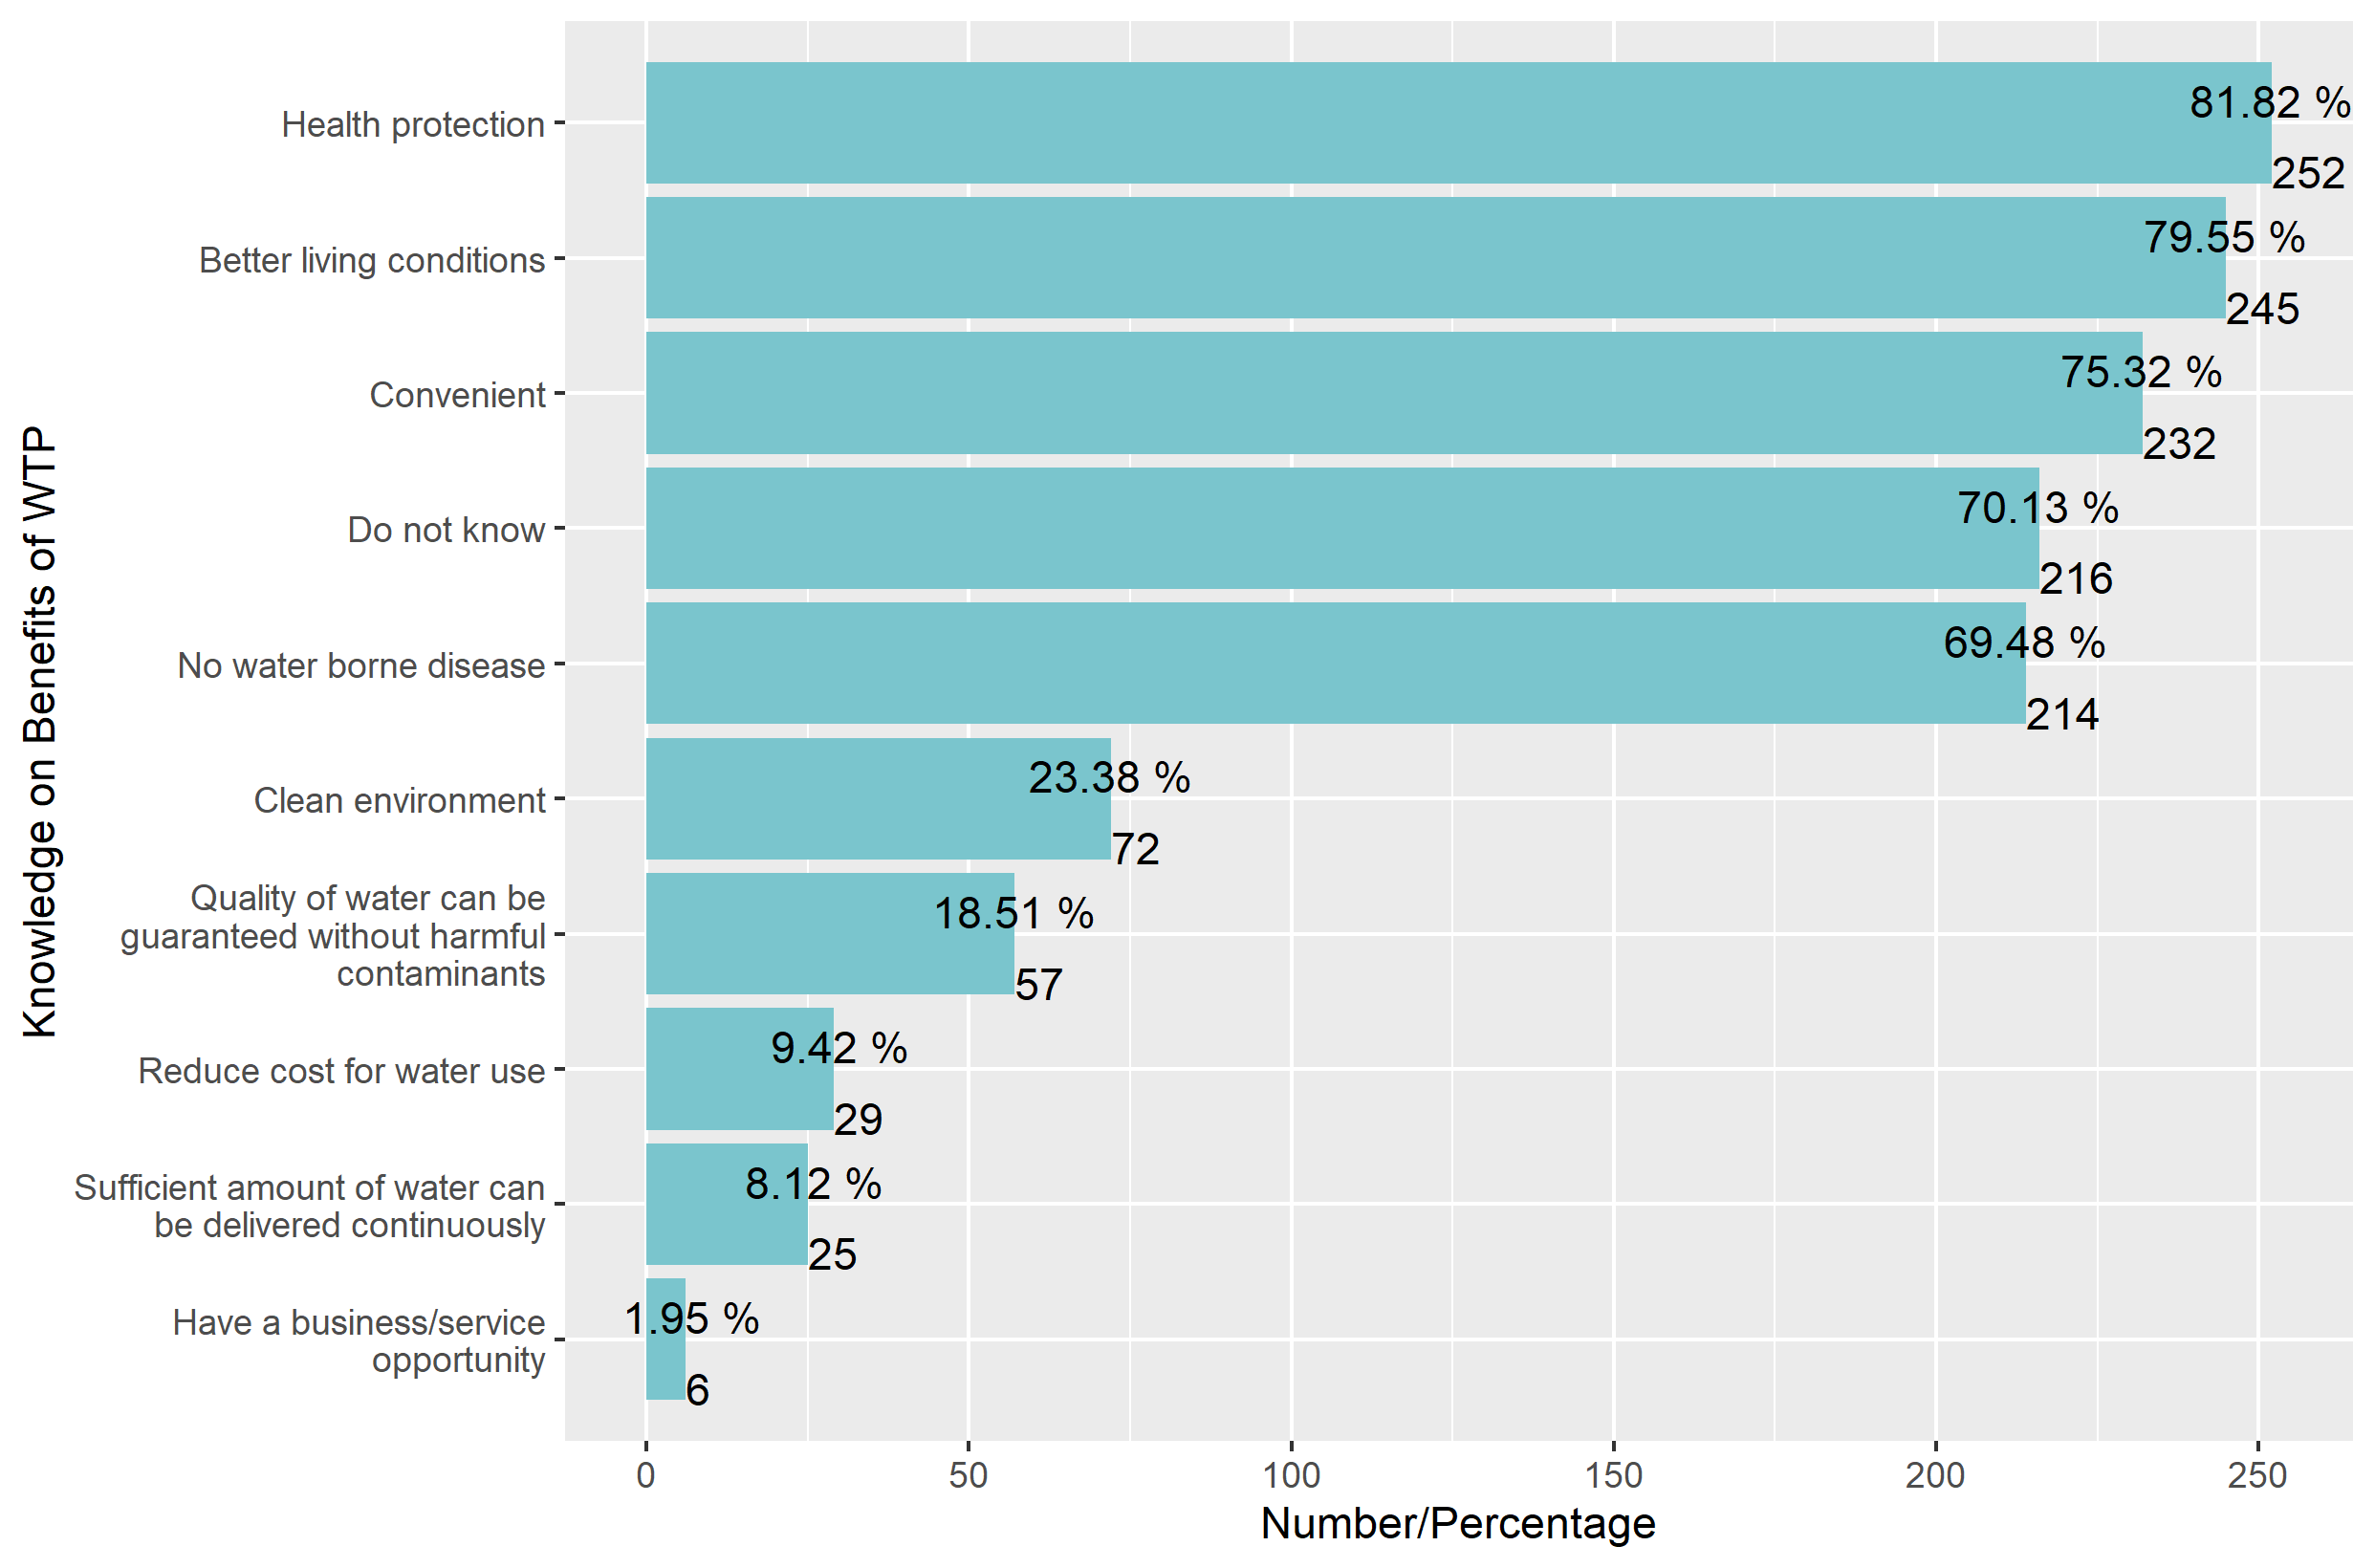 Knowledge on Benefits of WTP
Health protection
81.82 %
252
Better living conditions
79.55 %
245
Convenient
75.32 %
232
Do not know
70.13 %
216
No water borne disease
69.48 %
214
Clean environment
23.38 %
72
Quality of water can be
guaranteed without harmful
contaminants
18.51 %
57
Reduce cost for water use
9.42 %
29
Sufficient amount of water can
be delivered continuously
8.12 %
25
Have a business/service
opportunity
1.95 %
6
0 50 100 150 200 250
Number/Percentage